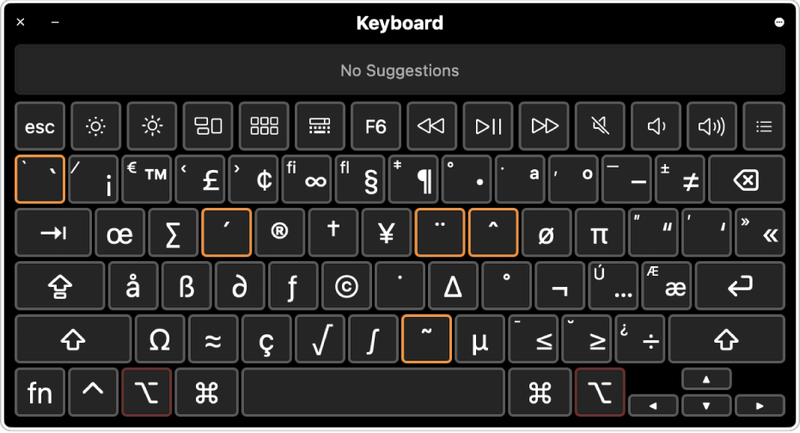 Keyboard
No Suggestions
esc F6
` ` ⁄ ¡ € ™ ‹ £ › ¢ fi ∞ fl § ‡ ¶ ° • · ª ‚ º — – ± ≠
œ ∑ ´ ® † ¥ ¨ ˆ ø π ” “ ’ ‘ » «
å ß ∂ ƒ © ˙ ∆ ˚ ¬ Ú … Æ æ
Ω ≈ ç √ ∫ ˜ µ ¯ ≤ ˘ ≥ ¿ ÷
fn ⌃ ⌥ ⌘ ⌘ ⌥